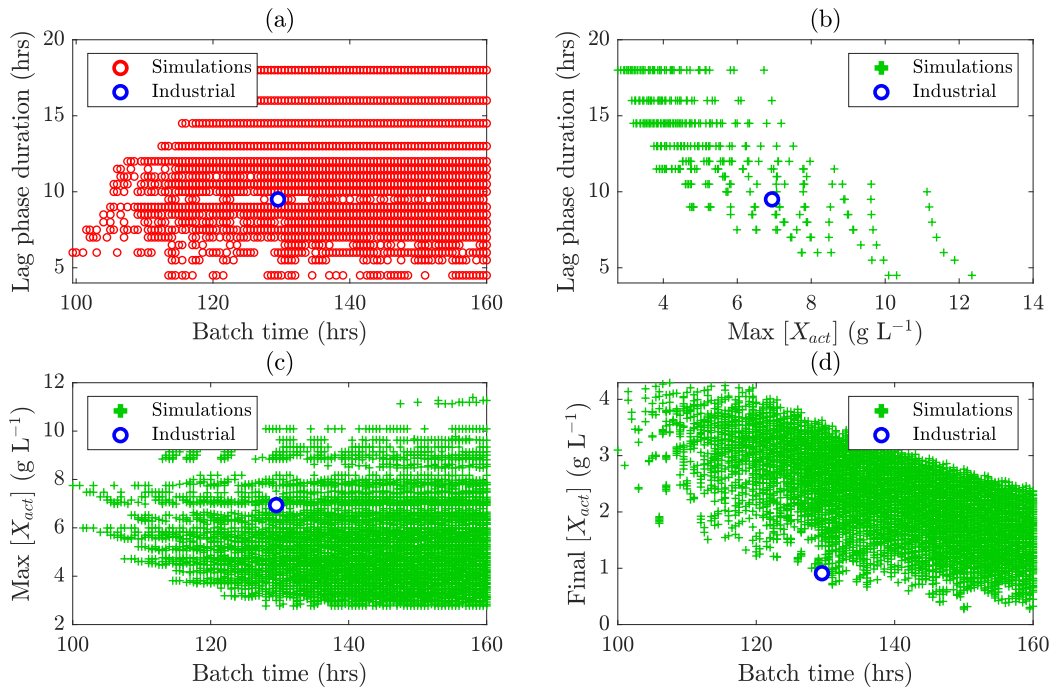 (a)
Lag phase duration (hrs)
20
15
10
5
Simulations
Industrial
100 120 140 160
Batch time (hrs)
(b)
Lag phase duration (hrs)
20
15
10
5
Simulations
Industrial
4 6 8 10 12 14
Max [X_act] (g L⁻¹)
(c)
Max [X_act] (g L⁻¹)
12
10
8
6
4
2
Simulations
Industrial
100 120 140 160
Batch time (hrs)
(d)
Final [X_act] (g L⁻¹)
4
3
2
1
0
Simulations
Industrial
100 120 140 160
Batch time (hrs)